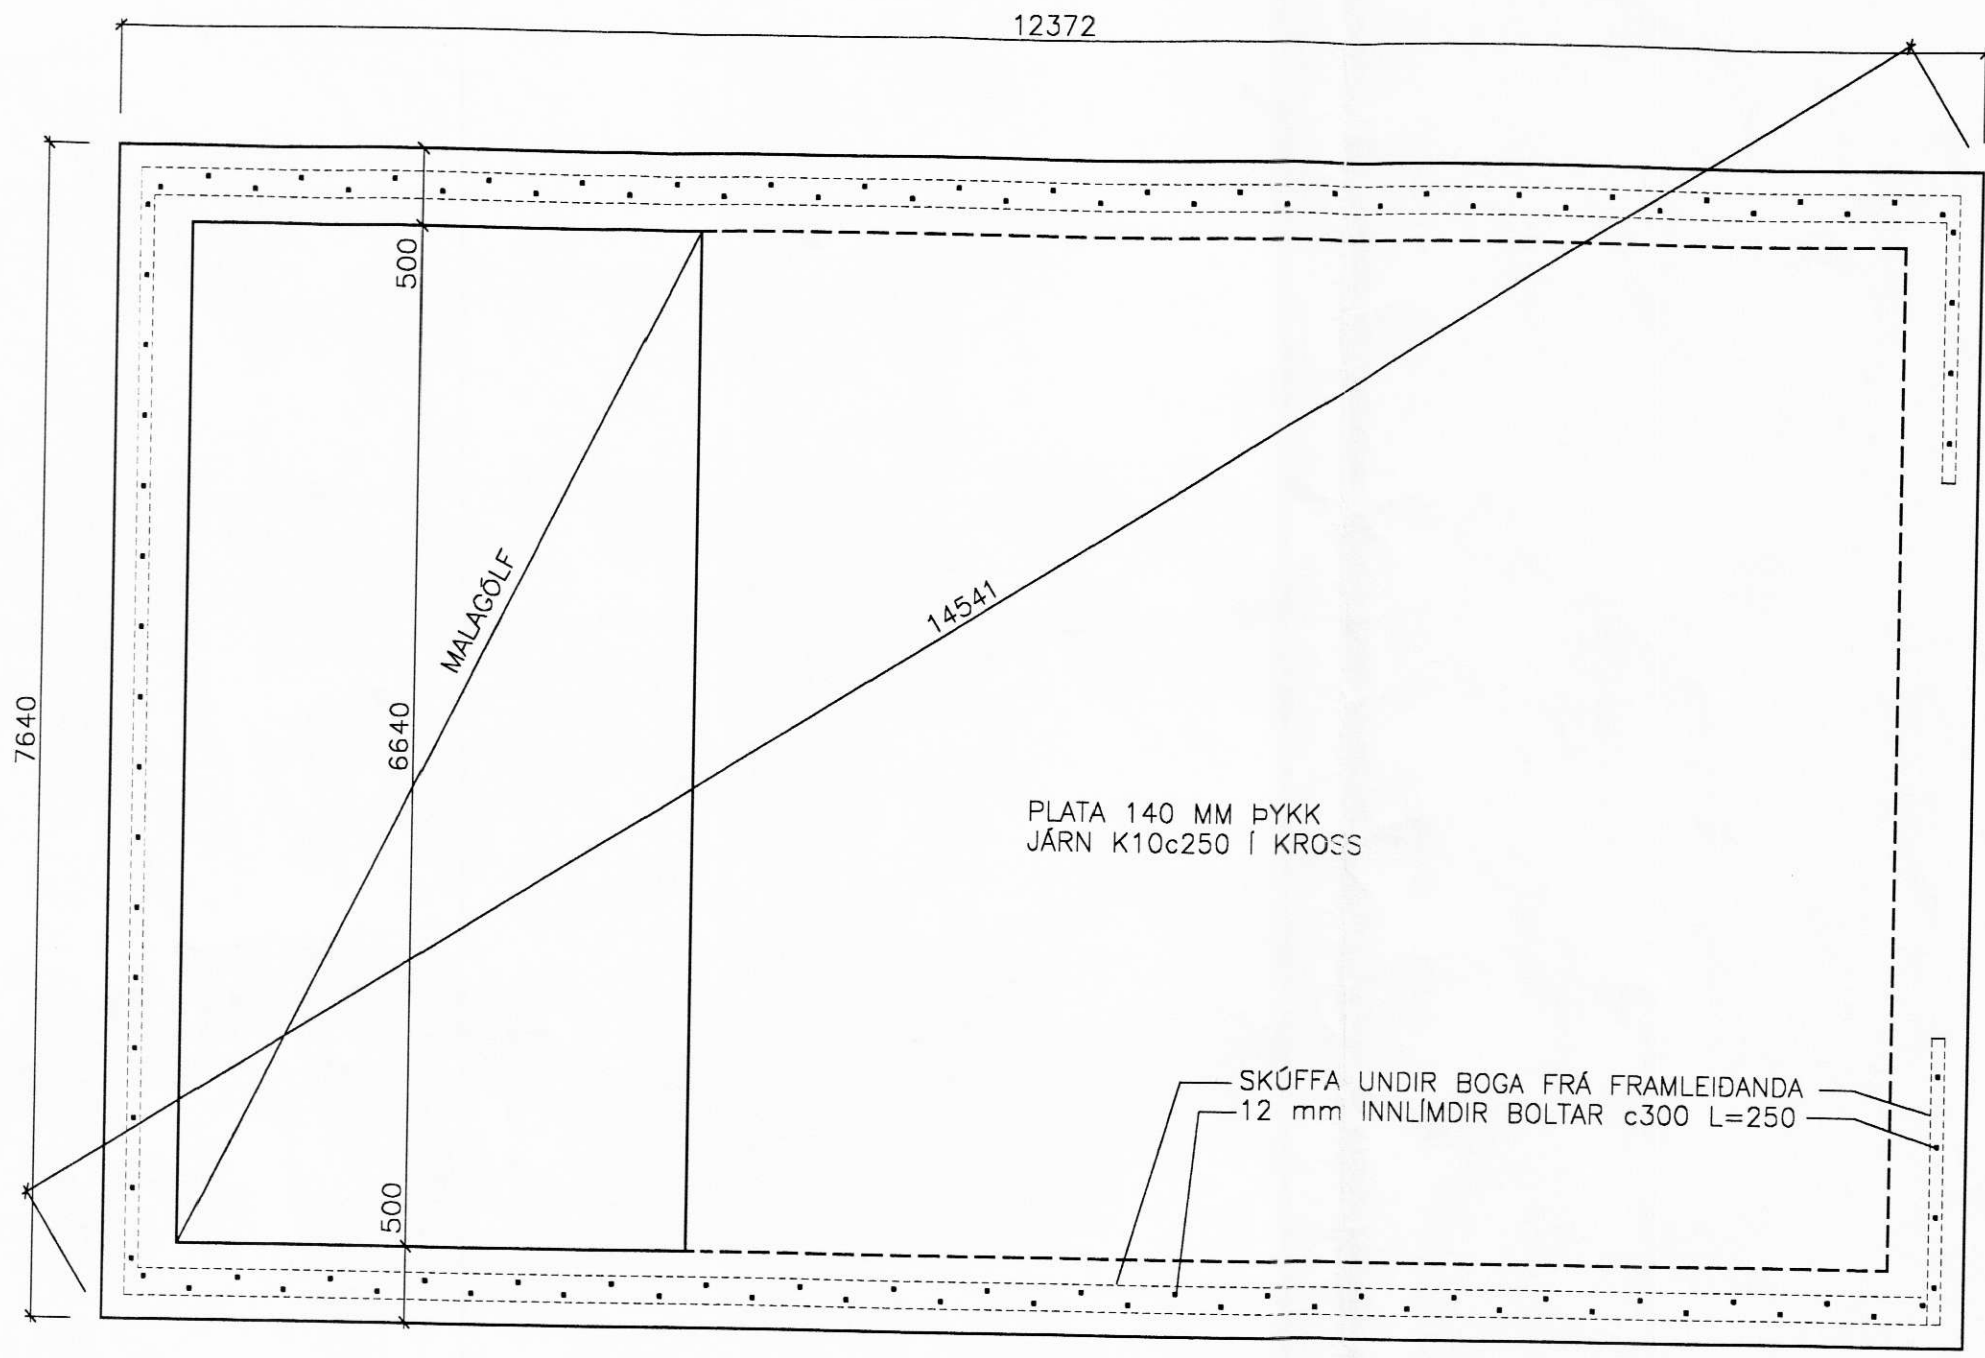 12372
500
MALAGÓLF
14541
7640
6640
PLATA 140 MM ÞYKK
JÁRN K10c250 Í KROSS
SKÚFFA UNDIR BOGA FRÁ FRAMLEIÐANDA
12 mm INNLÍMDIR BOLTAR c300 L=250
500